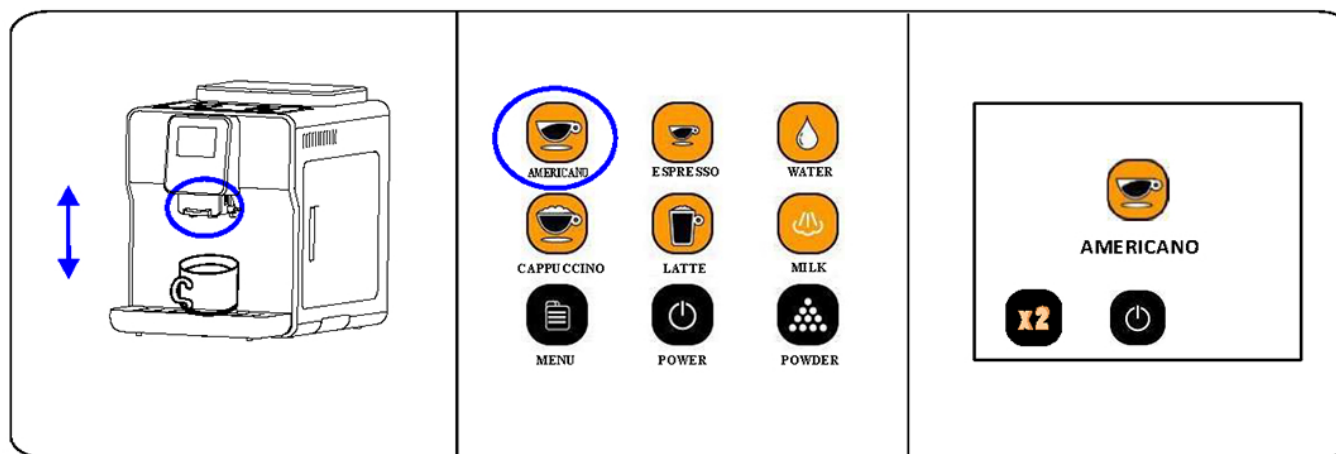 AMERICANO ESPRESSO WATER
CAPPUCCINO LATTE MILK
MENU POWER POWDER
AMERICANO
x2